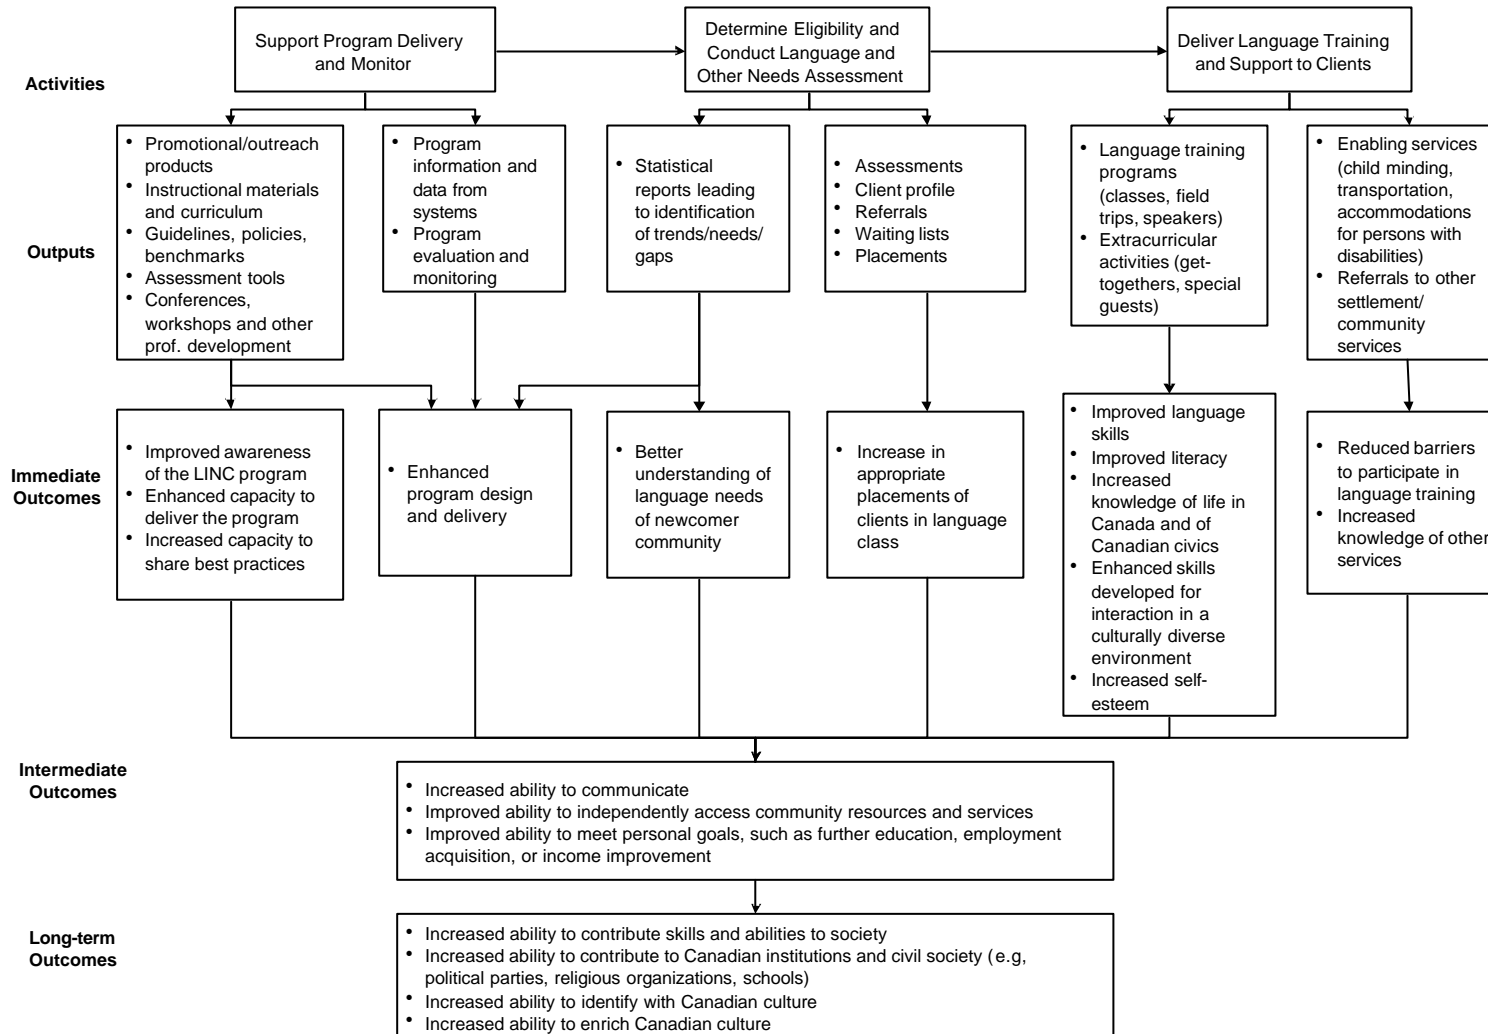 Support Program Delivery
and Monitor
Determine Eligibility and
Conduct Language and
Other Needs Assessment
Deliver Language Training
and Support to Clients
Activities
• Promotional/outreach
products
• Instructional materials
and curriculum
• Guidelines, policies,
benchmarks
• Assessment tools
• Conferences,
workshops and other
prof. development
• Program
information and
data from
systems
• Program
evaluation and
monitoring
• Statistical
reports leading
to identification
of trends/needs/
gaps
• Assessments
• Client profile
• Referrals
• Waiting lists
• Placements
• Language training
programs
(classes, field
trips, speakers)
• Extracurricular
activities (get-
togethers, special
guests)
• Enabling services
(child minding,
transportation,
accommodations
for persons with
disabilities)
• Referrals to other
settlement/
community
services
Outputs
• Improved awareness
of the LINC program
• Enhanced capacity to
deliver the program
• Increased capacity to
share best practices
• Enhanced
program design
and delivery
• Better
understanding of
language needs
of newcomer
community
• Increase in
appropriate
placements of
clients in language
class
• Improved language
skills
• Improved literacy
• Increased
knowledge of life in
Canada and of
Canadian civics
• Enhanced skills
developed for
interaction in a
culturally diverse
environment
• Increased self-
esteem
• Reduced barriers
to participate in
language training
• Increased
knowledge of other
services
Immediate
Outcomes
Intermediate
Outcomes
• Increased ability to communicate
• Improved ability to independently access community resources and services
• Improved ability to meet personal goals, such as further education, employment
acquisition, or income improvement
Long-term
Outcomes
• Increased ability to contribute skills and abilities to society
• Increased ability to contribute to Canadian institutions and civil society (e.g,
political parties, religious organizations, schools)
• Increased ability to identify with Canadian culture
• Increased ability to enrich Canadian culture